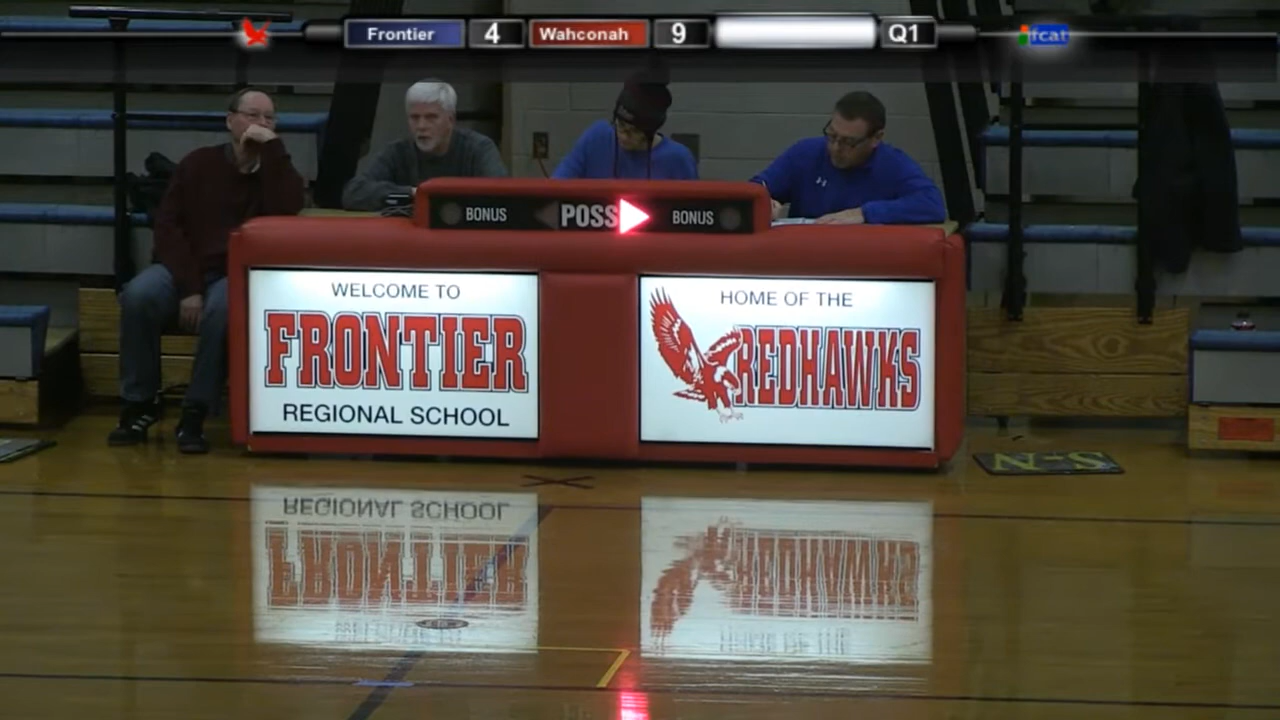 Frontier 4 Wahconah 9 Q1 fcat
BONUS POSS BONUS
WELCOME TO
FRONTIER
REGIONAL SCHOOL
HOME OF THE
REDHAWKS
N-S